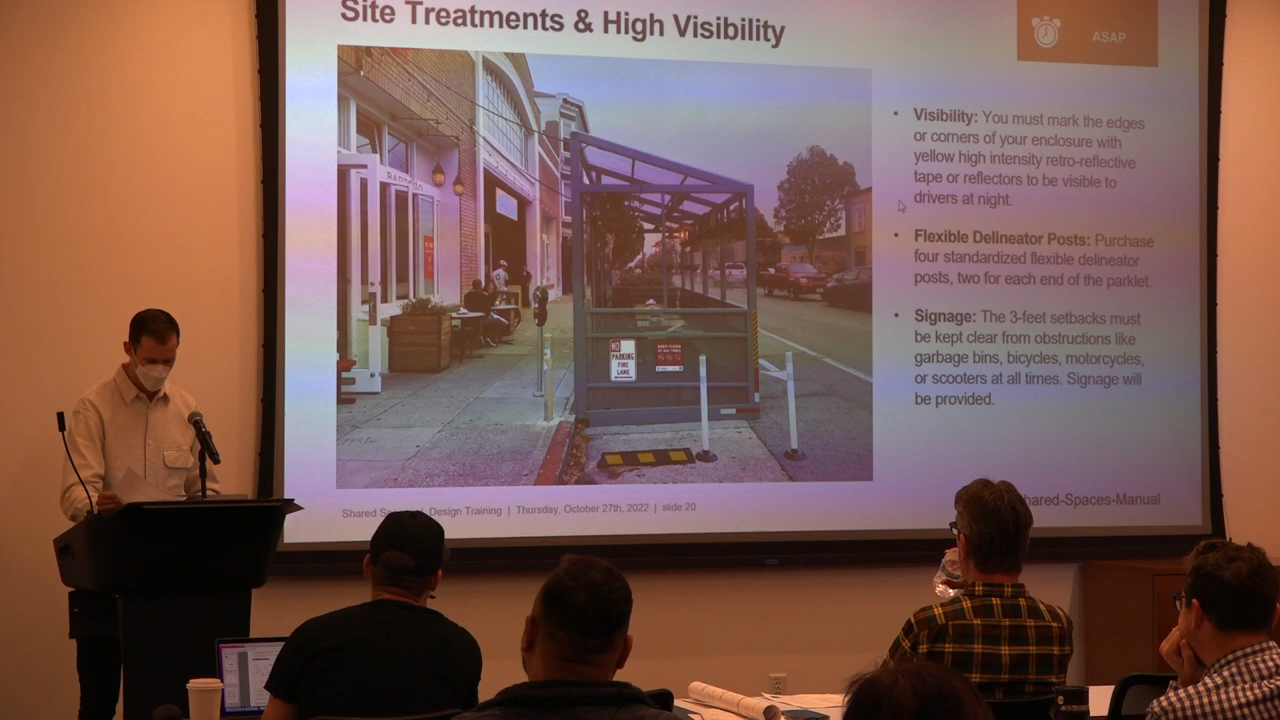 Site Treatments & High Visibility
ASAP
• Visibility: You must mark the edges
or corners of your enclosure with
yellow high intensity retro-reflective
tape or reflectors to be visible to
drivers at night.
• Flexible Delineator Posts: Purchase
four standardized flexible delineator
posts, two for each end of the parklet.
• Signage: The 3-feet setbacks must
be kept clear from obstructions like
garbage bins, bicycles, motorcycles,
or scooters at all times. Signage will
be provided.
NO
PARKING
FIRE
LANE
Shared Design Training | Thursday, October 27th, 2022 | slide 20
hared-Spaces-Manual